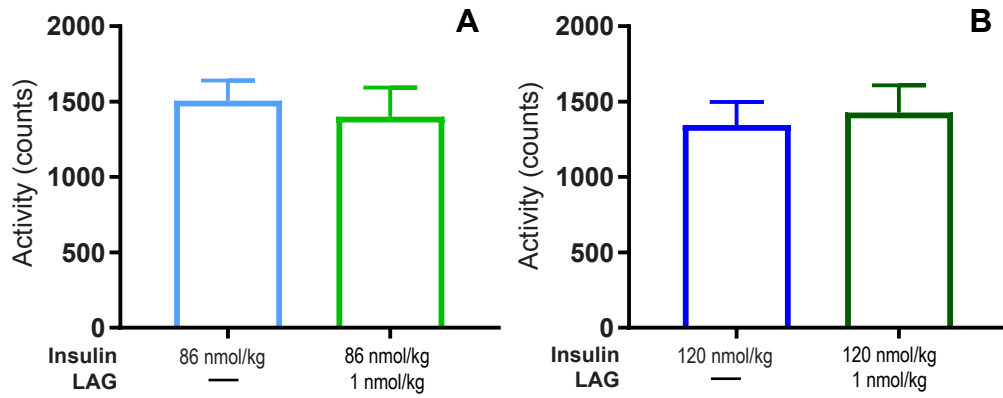 A
2000
1500
1000
500
0
Activity (counts)
Insulin 86 nmol/kg 86 nmol/kg
LAG — 1 nmol/kg
B
2000
1500
1000
500
0
Activity (counts)
Insulin 120 nmol/kg 120 nmol/kg
LAG — 1 nmol/kg